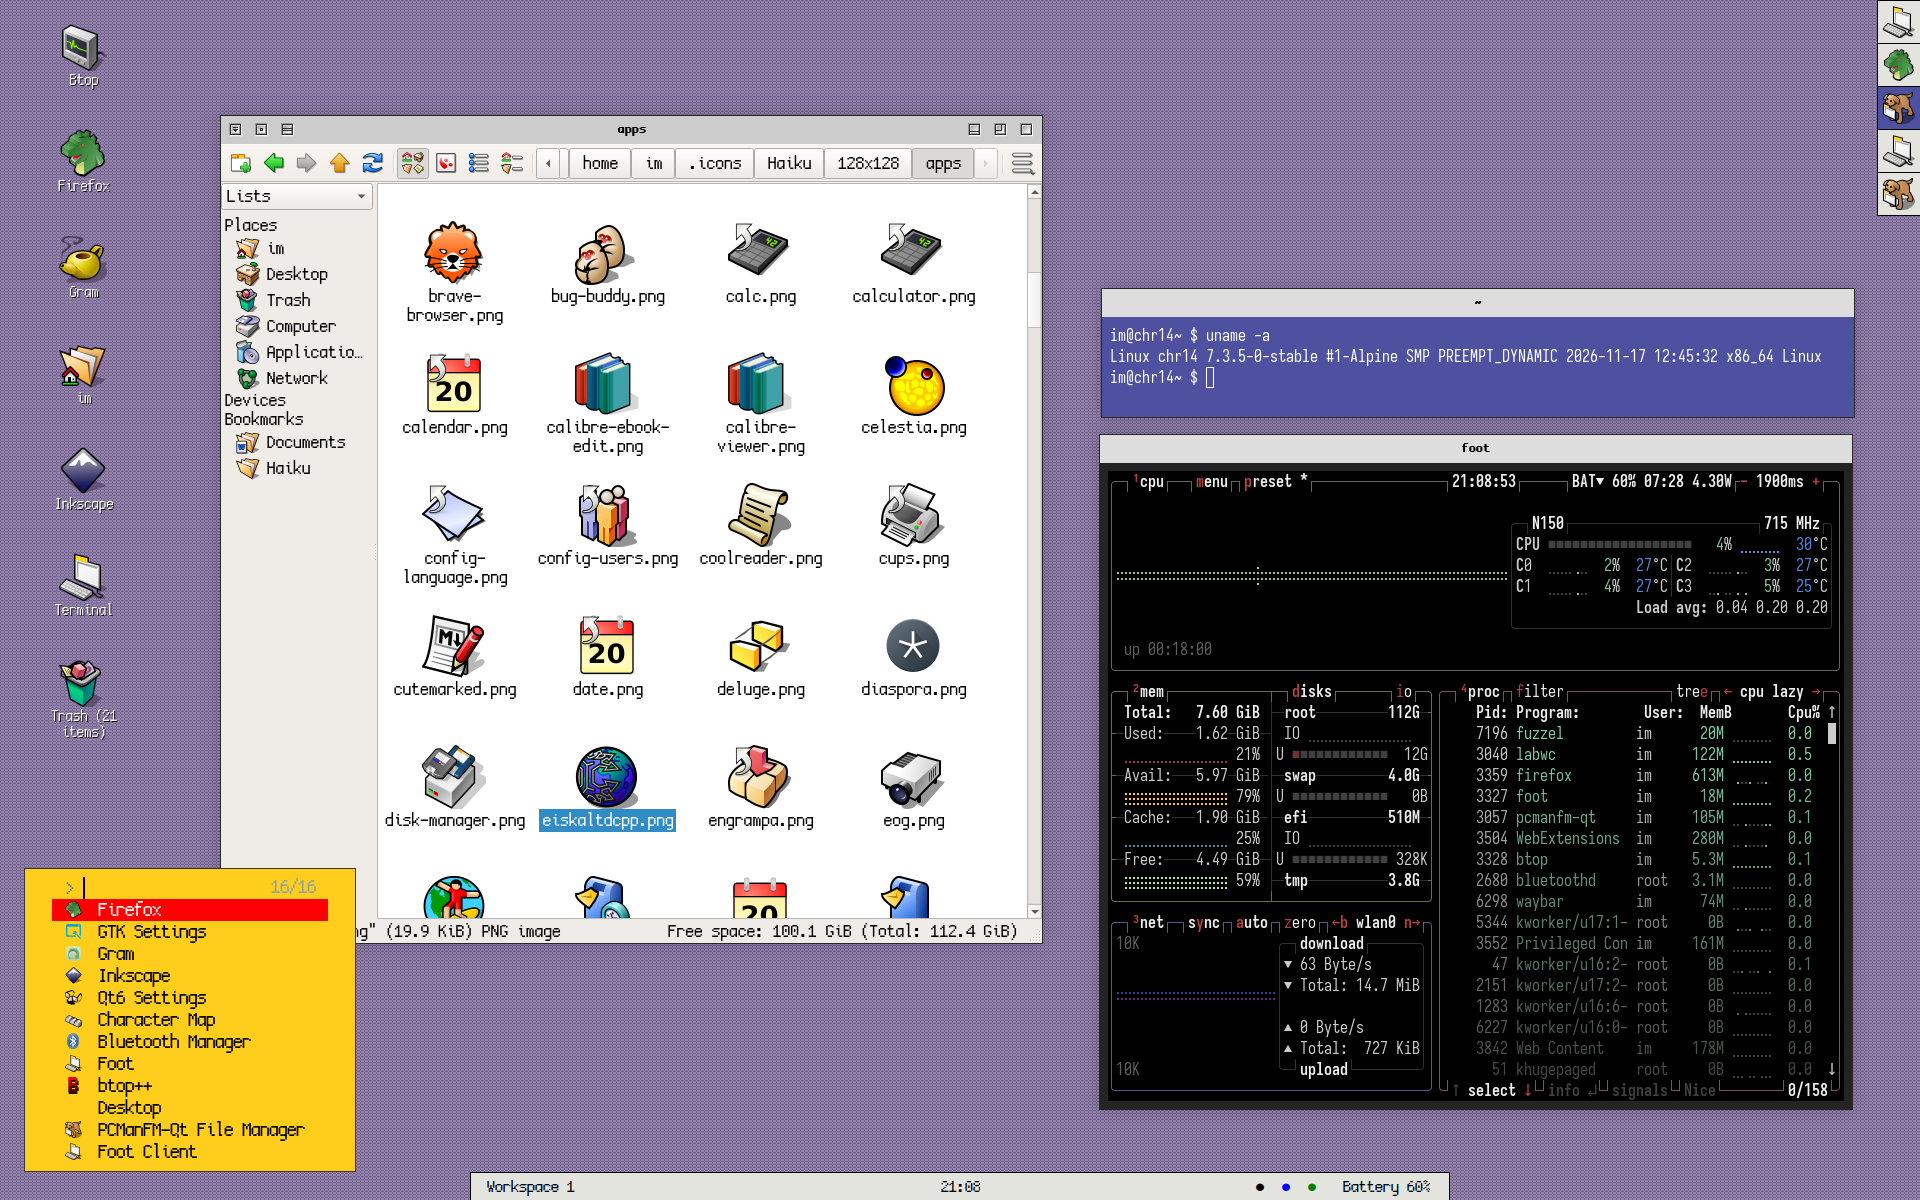 Btop
Firefox
Gram
im
Inkscape
Terminal
Trash (21
items)
apps
home im .icons Haiku 128x128 apps
Lists
Places
im
Desktop
Trash
Computer
Applicatio…
Network
Devices
Bookmarks
Documents
Haiku
brave-
browser.png
bug-buddy.png
calc.png
calculator.png
20
calendar.png
calibre-ebook-
edit.png
calibre-
viewer.png
celestia.png
config-
language.png
config-users.png
coolreader.png
cups.png
M↓
cutemarked.png
20
date.png
deluge.png
diaspora.png
disk-manager.png
eiskaltdcpp.png
engrampa.png
eog.png
20
ng" (19.9 KiB) PNG image
Free space: 100.1 GiB (Total: 112.4 GiB)
> 16/16
Firefox
GTK Settings
Gram
Inkscape
Qt6 Settings
Character Map
Bluetooth Manager
Foot
btop++
Desktop
PCManFM-Qt File Manager
Foot Client
~
im@chr14~ $ uname -a
Linux chr14 7.3.5-0-stable #1-Alpine SMP PREEMPT_DYNAMIC 2026-11-17 12:45:32 x86_64 Linux
im@chr14~ $
foot
1cpu menu preset * 21:08:53 BAT▼ 60% 07:28 4.30W - 1900ms +
N150 715 MHz
CPU 4% 30°C
C0 2% 27°C C2 3% 27°C
C1 4% 27°C C3 5% 25°C
Load avg: 0.04 0.20 0.20
up 00:18:00
2mem
Total: 7.60 GiB
Used: 1.62 GiB
21%
Avail: 5.97 GiB
79%
Cache: 1.90 GiB
25%
Free: 4.49 GiB
59%
disks io
root 112G
IO
U 12G
swap 4.0G
U 0B
efi 510M
IO
U 328K
tmp 3.8G
3net sync auto zero ←b wlan0 n→
10K
download
▼ 63 Byte/s
▼ Total: 14.7 MiB
▲ 0 Byte/s
▲ Total: 727 KiB
10K
upload
4proc filter tree ← cpu lazy →
Pid: Program: User: MemB Cpu% ↑
7196 fuzzel im 20M 0.0
3040 labwc im 122M 0.5
3359 firefox im 613M 0.0
3327 foot im 18M 0.2
3057 pcmanfm-qt im 105M 0.1
3504 WebExtensions im 280M 0.0
3328 btop im 5.3M 0.1
2680 bluetoothd root 3.1M 0.0
6298 waybar im 74M 0.0
5344 kworker/u17:1- root 0B 0.0
3552 Privileged Con im 161M 0.0
47 kworker/u16:2- root 0B 0.1
2151 kworker/u17:2- root 0B 0.0
1283 kworker/u16:6- root 0B 0.0
6227 kworker/u16:0- root 0B 0.0
3842 Web Content im 178M 0.0
51 khugepaged root 0B 0.0 ↓
↑ select ↓ info ↵ signals Nice 0/158
Workspace 1
21:08
Battery 60%